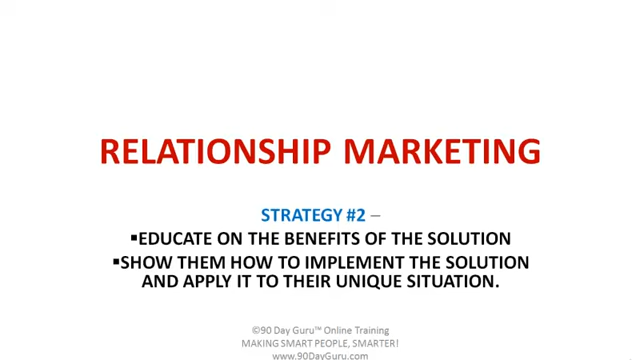 RELATIONSHIP MARKETING
STRATEGY #2 –
▪EDUCATE ON THE BENEFITS OF THE SOLUTION
▪SHOW THEM HOW TO IMPLEMENT THE SOLUTION
AND APPLY IT TO THEIR UNIQUE SITUATION.
©90 Day Guru™ Online Training
MAKING SMART PEOPLE, SMARTER!
www.90DayGuru.com